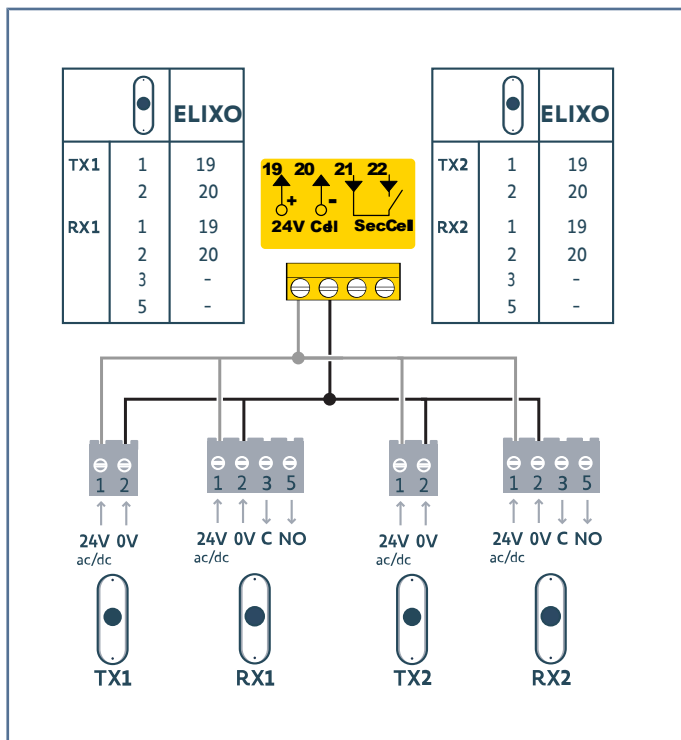 ELIXO
TX1 1 19
2 20
RX1 1 19
2 20
3 -
5 -
19 20 21 22
+ -
24V Cell SecCell
ELIXO
TX2 1 19
2 20
RX2 1 19
2 20
3 -
5 -
1 2
24V 0V
ac/dc
TX1
1 2 3 5
24V 0V C NO
ac/dc
RX1
1 2
24V 0V
ac/dc
TX2
1 2 3 5
24V 0V C NO
ac/dc
RX2